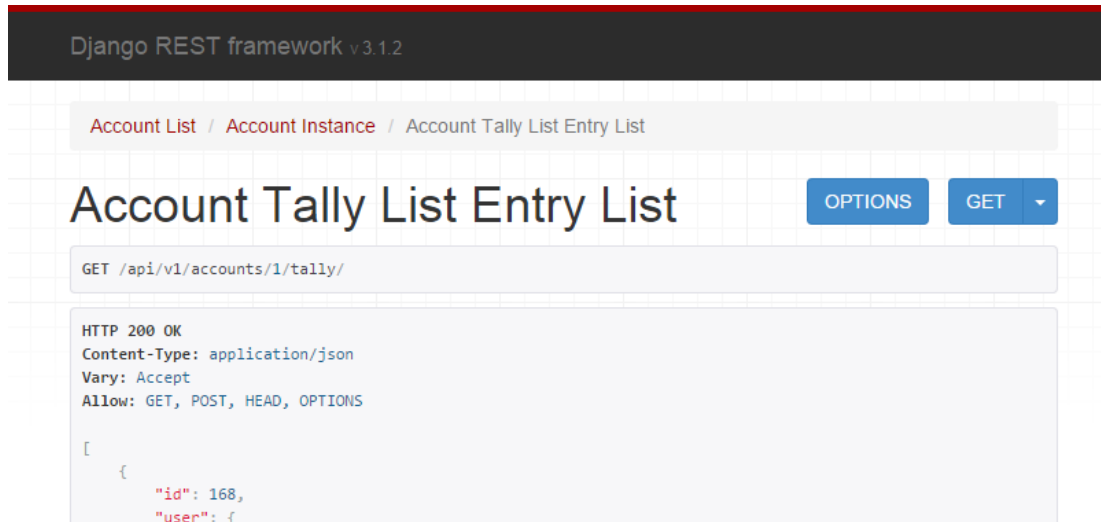 Django REST framework v 3.1.2
Account List / Account Instance / Account Tally List Entry List
Account Tally List Entry List
OPTIONS GET
GET /api/v1/accounts/1/tally/
HTTP 200 OK
Content-Type: application/json
Vary: Accept
Allow: GET, POST, HEAD, OPTIONS
[
    {
        "id": 168,
        "user": {